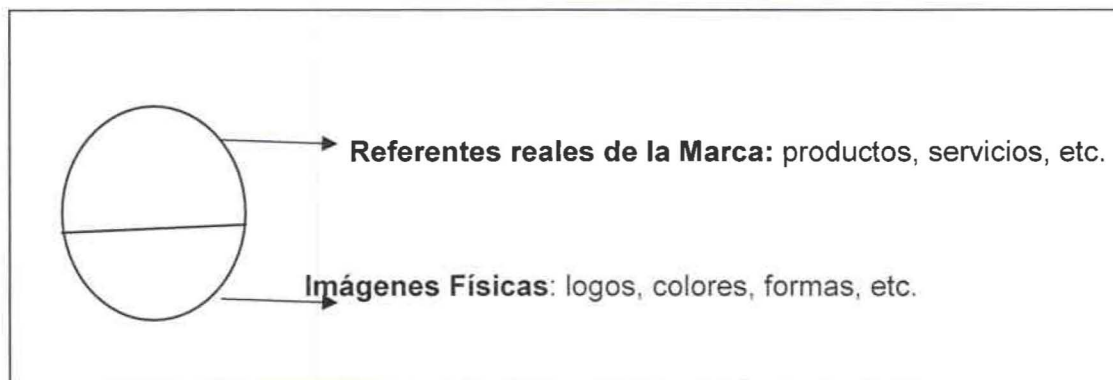 Referentes reales de la Marca: productos, servicios, etc.
Imágenes Físicas: logos, colores, formas, etc.